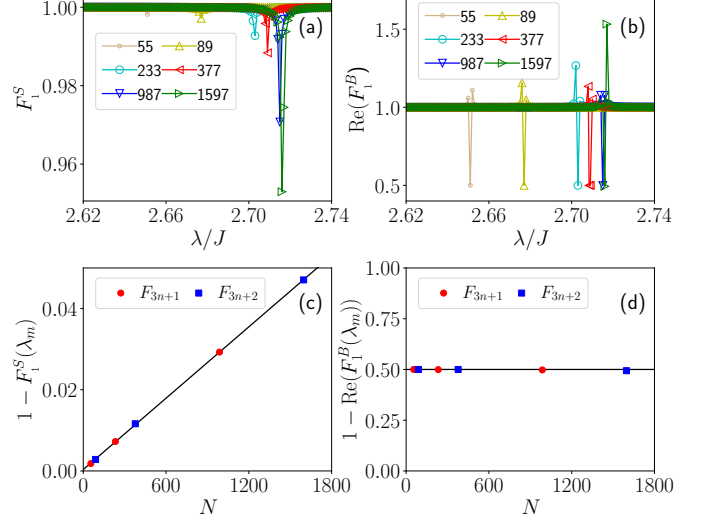 1.00
0.98
0.96
F₁^S
(a)
55
89
233
377
987
1597
2.62
2.66
2.70
2.74
λ/J
1.5
1.0
0.5
Re(F₁^B)
(b)
55
89
233
377
987
1597
2.62
2.66
2.70
2.74
λ/J
0.04
0.02
0.00
1 − F₁^S(λ_m)
(c)
F_{3n+1}
F_{3n+2}
0
600
1200
1800
N
1.00
0.75
0.50
0.25
0.00
1 − Re(F₁^B(λ_m))
(d)
F_{3n+1}
F_{3n+2}
0
600
1200
1800
N